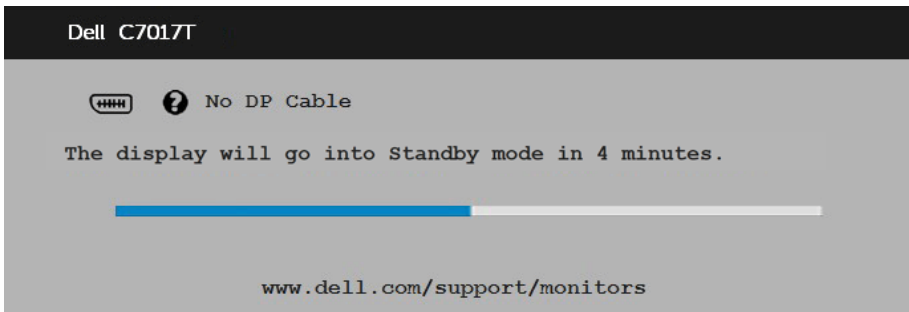 Dell C7017T
No DP Cable
The display will go into Standby mode in 4 minutes.
www.dell.com/support/monitors